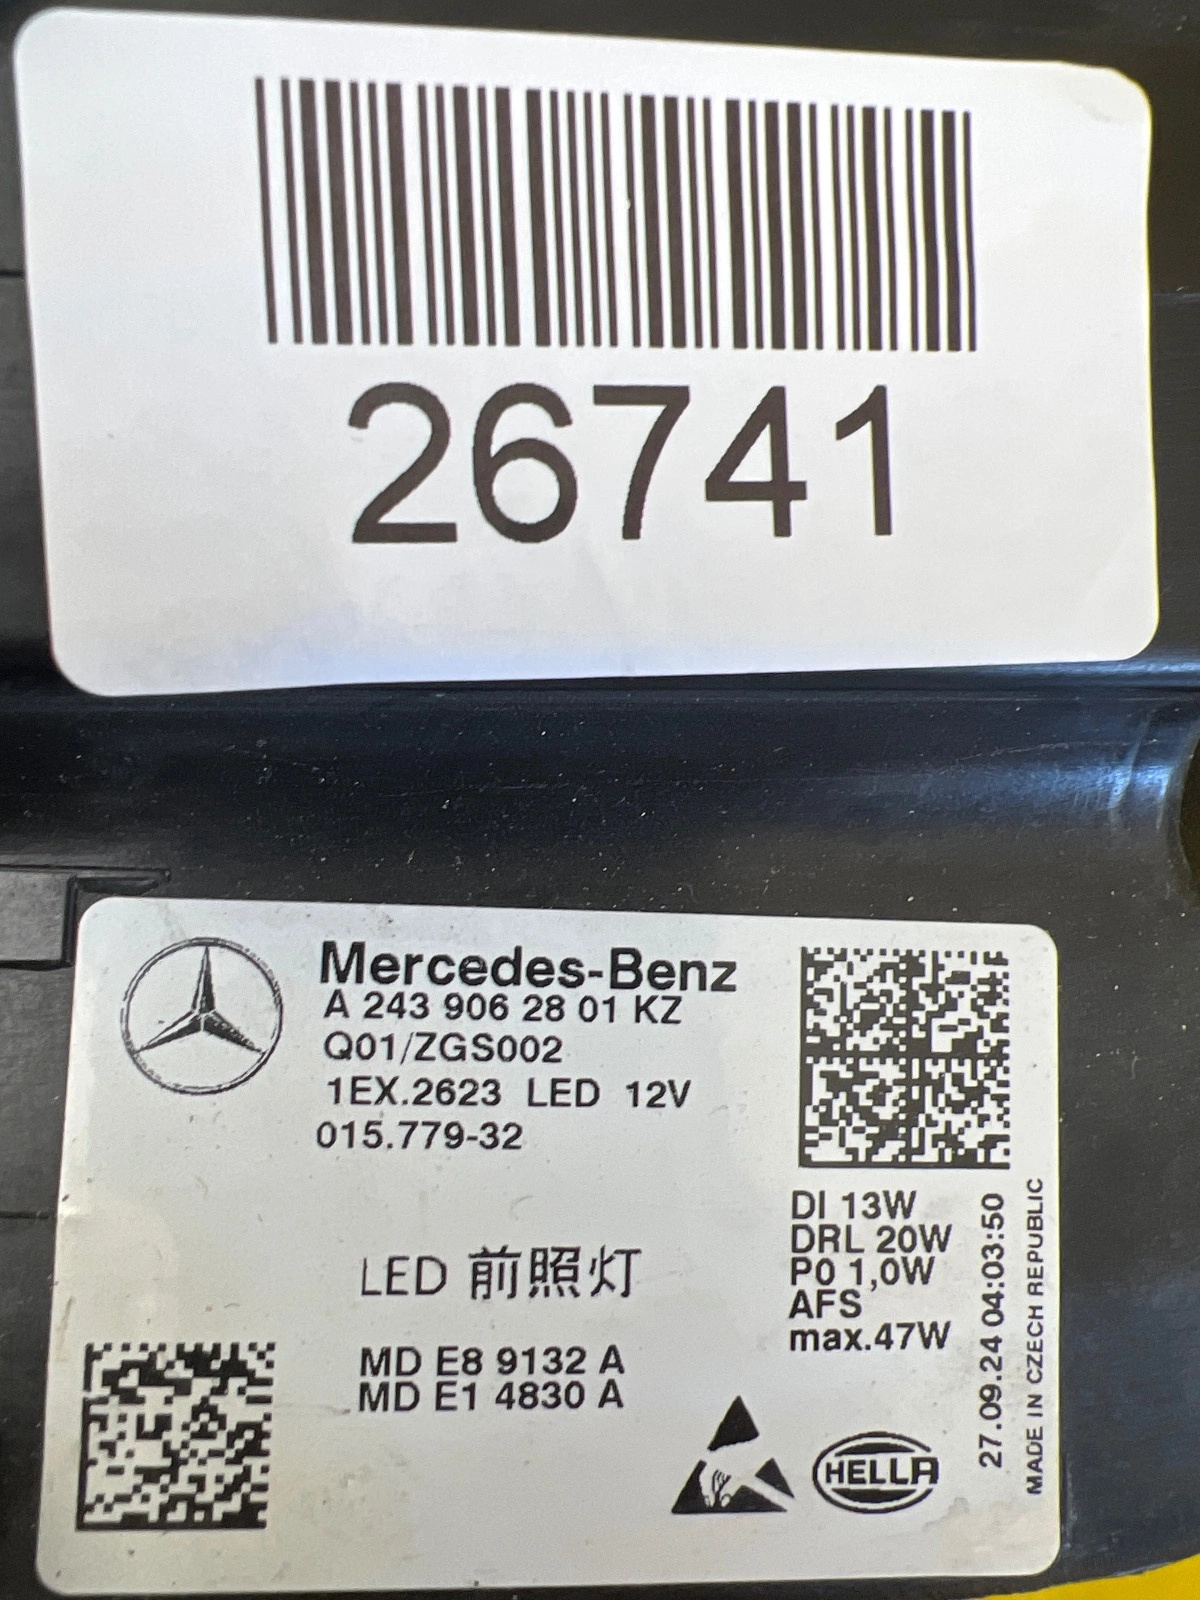 26741
Mercedes-Benz
A 243 906 28 01 KZ
Q01/ZGS002
1EX.2623 LED 12V
015.779-32
LED 前照灯
MD E8 9132 A
MD E1 4830 A
DI 13W
DRL 20W
P0 1,0W
AFS
max.47W
27.09.24 04:03:50
MADE IN CZECH REPUBLIC
HELLA